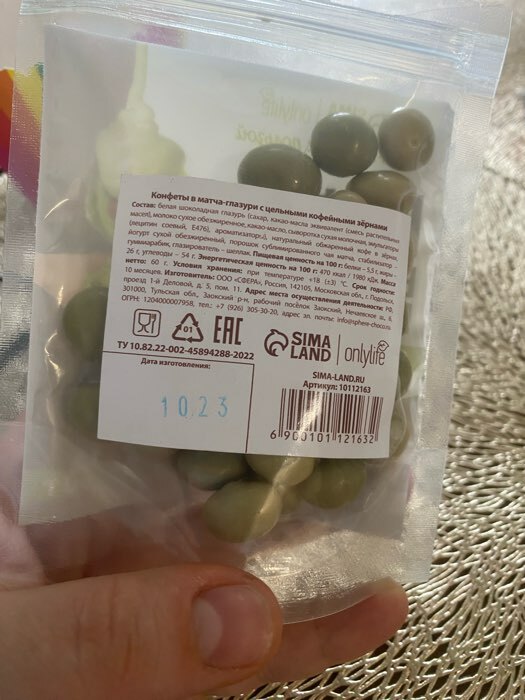 Конфеты в матча-глазури с цельными кофейными зёрнами
Состав: белая шоколадная глазурь (сахар, какао-масла эквивалент (смесь растительных
масел), молоко сухое обезжиренное, какао-масло, сыворотка сухая молочная, эмульгаторы
(лецитин соевый, Е476), ароматизатор), натуральный обжаренный кофе в зёрнах,
йогурт сухой обезжиренный, порошок сублимированного чая матча, стабилизатор –
гуммиарабик, глазирователь – шеллак. Пищевая ценность на 100 г: белки – 5,5 г, жиры –
26 г, углеводы – 54 г. Энергетическая ценность на 100 г: 470 ккал / 1980 кДж. Масса
нетто: 60 г. Условия хранения: при температуре +18 (±3) °С. Срок годности:
10 месяцев. Изготовитель: ООО «СФЕРА», Россия, 142105, Московская обл., г. Подольск,
проезд 1-й Деловой, д. 5, пом. 11. Адрес места осуществления деятельности: РФ,
301000, Тульская обл., Заокский р-н, рабочий посёлок Заокский, Нечаевское ш., 6,
ОГРН: 1204000007958, тел.: +7 (926) 305-30-20, адрес эл. почты: info@sphere-choco.ru
01
EAC
SIMA LAND
onlylife
ТУ 10.82.22-002-45894288-2022
Дата изготовления:
1023
SIMA-LAND.RU
Артикул: 10112163
6 900101 121632